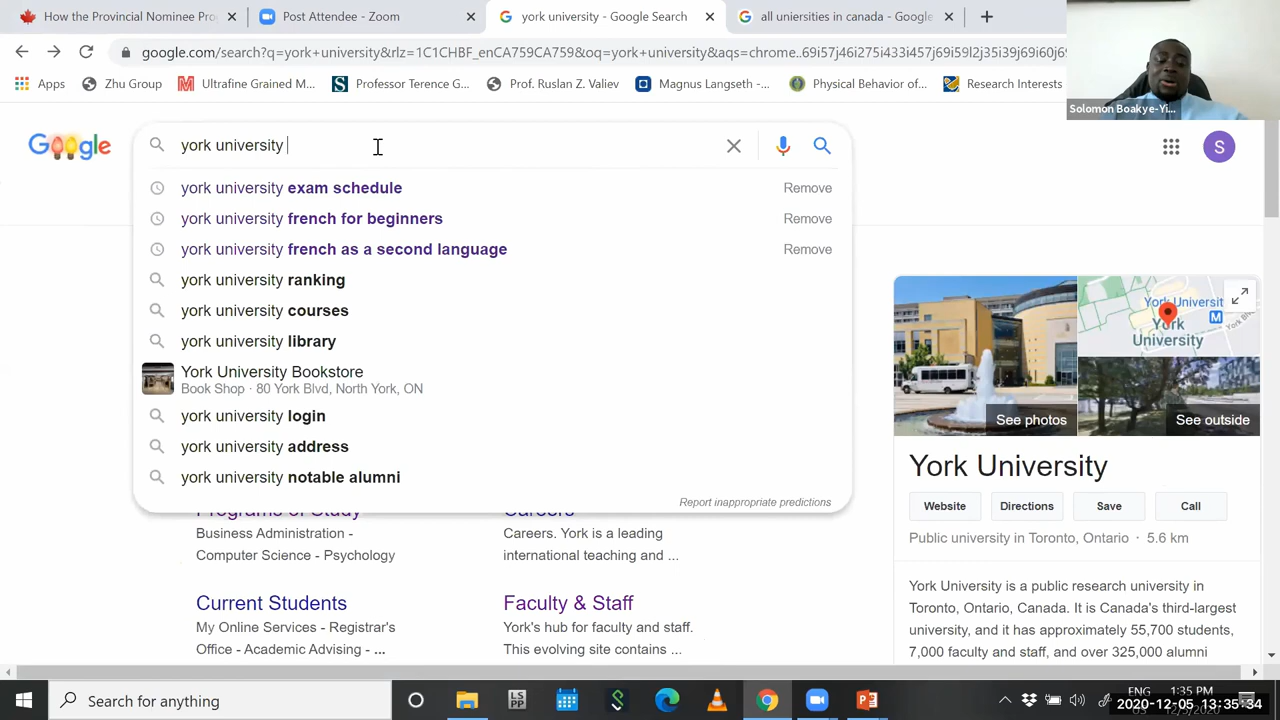 How the Provincial Nominee Pro
Post Attendee - Zoom
york university - Google Search
all unierstities in canada - Google
google.com/search?q=york+university&rlz=1C1CHBF_enCA759CA759&oq=york+university&aqs=chrome..69i57j46i275i433i457j69i59l2j35i39j69i60j69
Apps
Zhu Group
Ultrafine Grained M...
Professor Terence G...
Prof. Ruslan Z. Valiev
Magnus Langseth -...
Physical Behavior of...
Research Interests
Solomon Boakye-Yi...
Google
york university
S
york university exam schedule
Remove
york university french for beginners
Remove
york university french as a second language
Remove
york university ranking
york university courses
york university library
York University Bookstore
Book Shop · 80 York Blvd, North York, ON
york university login
york university address
york university notable alumni
Report inappropriate predictions
York Universit
York
University
M
York Bl
See photos
See outside
York University
Website
Directions
Save
Call
Public university in Toronto, Ontario · 5.6 km
York University is a public research university in
Toronto, Ontario, Canada. It is Canada's third-largest
university, and it has approximately 55,700 students,
7,000 faculty and staff, and over 325,000 alumni
Programs of Study
Business Administration -
Computer Science - Psychology
Careers
Careers. York is a leading
international teaching and ...
Current Students
My Online Services - Registrar's
Office - Academic Advising - ...
Faculty & Staff
York's hub for faculty and staff.
This evolving site contains ...
Search for anything
LS
PP
ENG
1:35 PM
2020-12-05 13:35:34